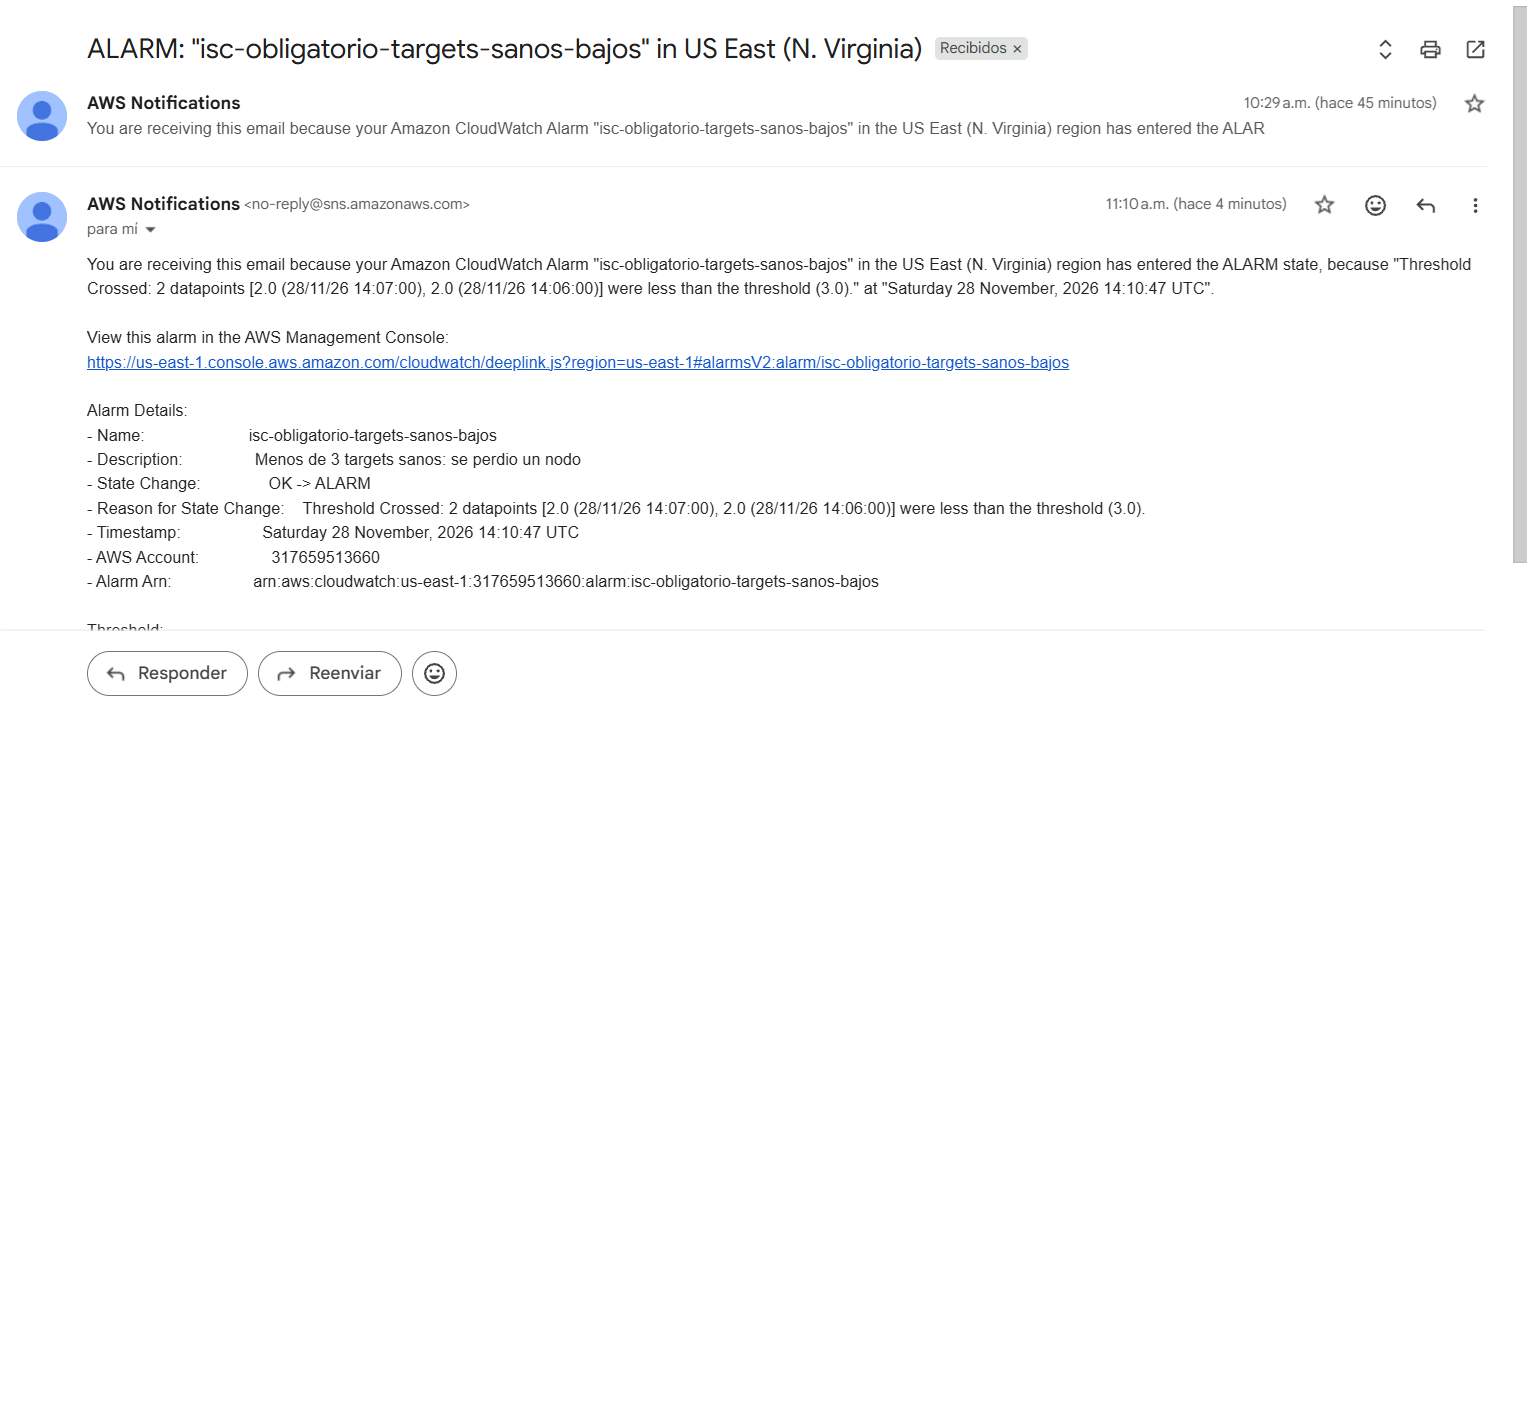 ALARM: "isc-obligatorio-targets-sanos-bajos" in US East (N. Virginia) Recibidos ×
AWS Notifications 10:29 a.m. (hace 45 minutos)
You are receiving this email because your Amazon CloudWatch Alarm "isc-obligatorio-targets-sanos-bajos" in the US East (N. Virginia) region has entered the ALAR
AWS Notifications <no-reply@sns.amazonaws.com> 11:10 a.m. (hace 4 minutos)
para mí
You are receiving this email because your Amazon CloudWatch Alarm "isc-obligatorio-targets-sanos-bajos" in the US East (N. Virginia) region has entered the ALARM state, because "Threshold
Crossed: 2 datapoints [2.0 (28/11/26 14:07:00), 2.0 (28/11/26 14:06:00)] were less than the threshold (3.0)." at "Saturday 28 November, 2026 14:10:47 UTC".
View this alarm in the AWS Management Console:
https://us-east-1.console.aws.amazon.com/cloudwatch/deeplink.js?region=us-east-1#alarmsV2:alarm/isc-obligatorio-targets-sanos-bajos
Alarm Details:
- Name: isc-obligatorio-targets-sanos-bajos
- Description: Menos de 3 targets sanos: se perdio un nodo
- State Change: OK -> ALARM
- Reason for State Change: Threshold Crossed: 2 datapoints [2.0 (28/11/26 14:07:00), 2.0 (28/11/26 14:06:00)] were less than the threshold (3.0).
- Timestamp: Saturday 28 November, 2026 14:10:47 UTC
- AWS Account: 317659513660
- Alarm Arn: arn:aws:cloudwatch:us-east-1:317659513660:alarm:isc-obligatorio-targets-sanos-bajos
Threshold:
Responder Reenviar